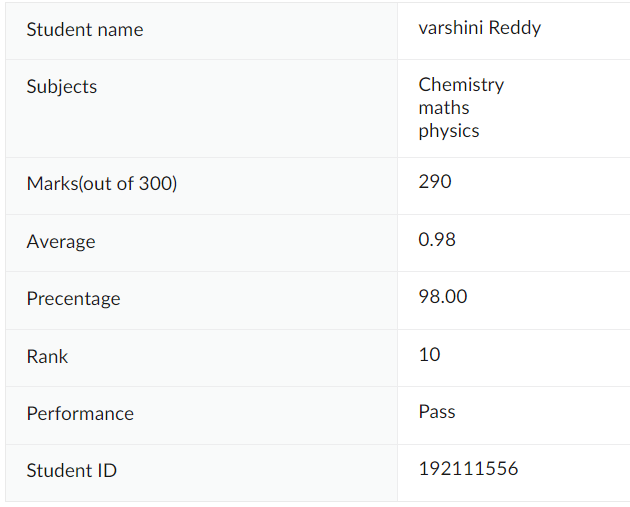 Student name varshini Reddy
Subjects Chemistry
maths
physics
Marks(out of 300) 290
Average 0.98
Precentage 98.00
Rank 10
Performance Pass
Student ID 192111556